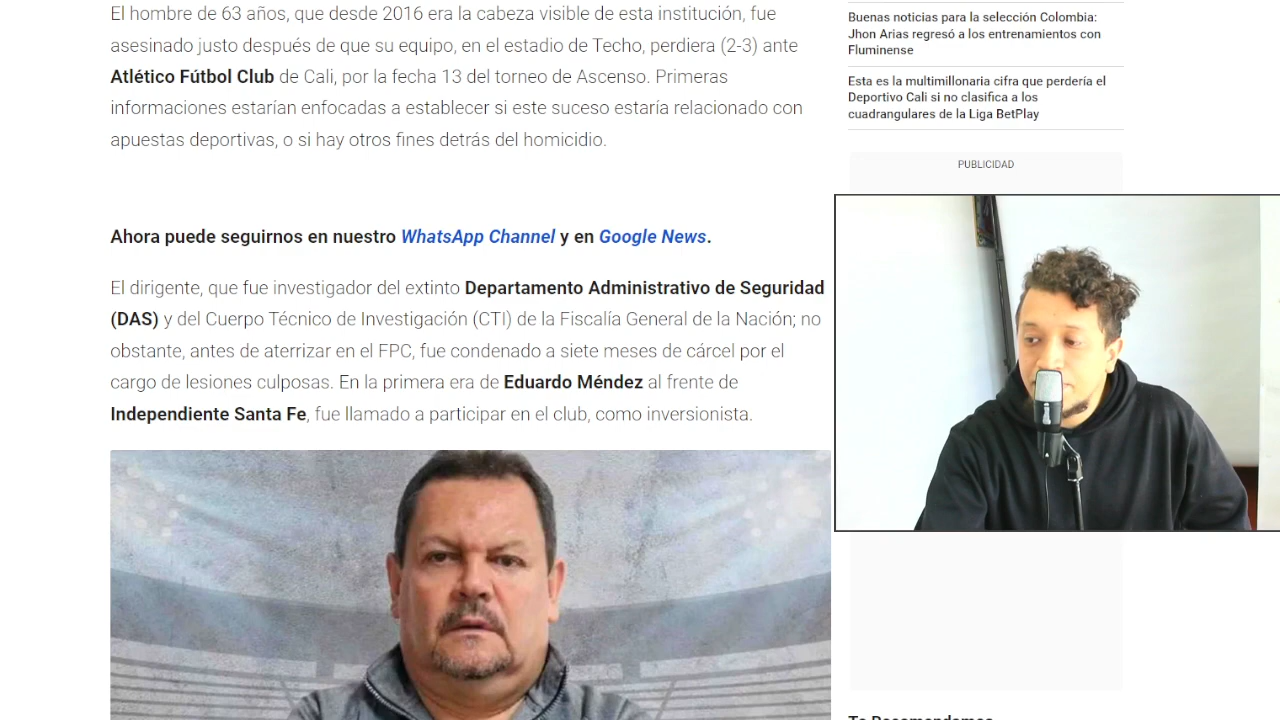 El hombre de 63 años, que desde 2016 era la cabeza visible de esta institución, fue
asesinado justo después de que su equipo, en el estadio de Techo, perdiera (2-3) ante
Atlético Fútbol Club de Cali, por la fecha 13 del torneo de Ascenso. Primeras
informaciones estarían enfocadas a establecer si este suceso estaría relacionado con
apuestas deportivas, o si hay otros fines detrás del homicidio.
Ahora puede seguirnos en nuestro WhatsApp Channel y en Google News.
El dirigente, que fue investigador del extinto Departamento Administrativo de Seguridad
(DAS) y del Cuerpo Técnico de Investigación (CTI) de la Fiscalía General de la Nación; no
obstante, antes de aterrizar en el FPC, fue condenado a siete meses de cárcel por el
cargo de lesiones culposas. En la primera era de Eduardo Méndez al frente de
Independiente Santa Fe, fue llamado a participar en el club, como inversionista.
Buenas noticias para la selección Colombia:
Jhon Arias regresó a los entrenamientos con
Fluminense
Esta es la multimillonaria cifra que perdería el
Deportivo Cali si no clasifica a los
cuadrangulares de la Liga BetPlay
PUBLICIDAD
Te Recomendamos